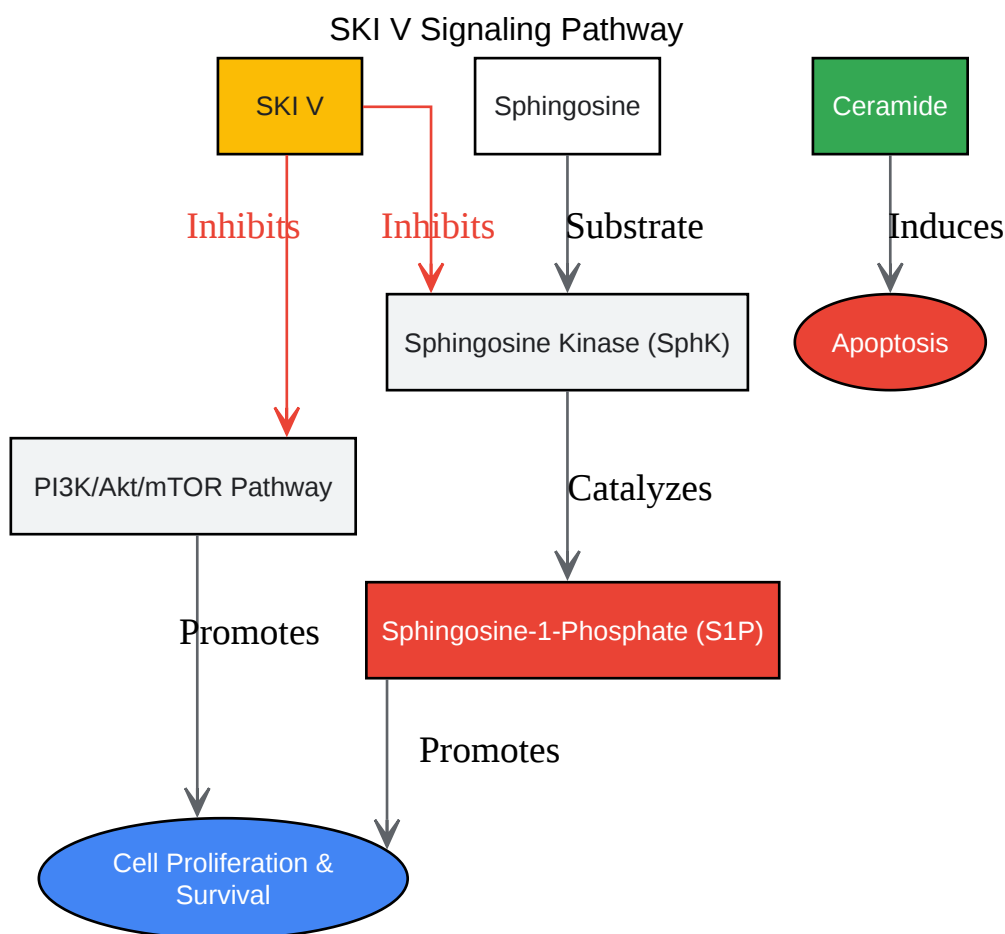 SKI V Signaling Pathway
SKI V
Sphingosine
Ceramide
Inhibits
Inhibits
Substrate
Induces
Sphingosine Kinase (SphK)
Apoptosis
PI3K/Akt/mTOR Pathway
Catalyzes
Promotes
Sphingosine-1-Phosphate (S1P)
Promotes
Cell Proliferation &
Survival